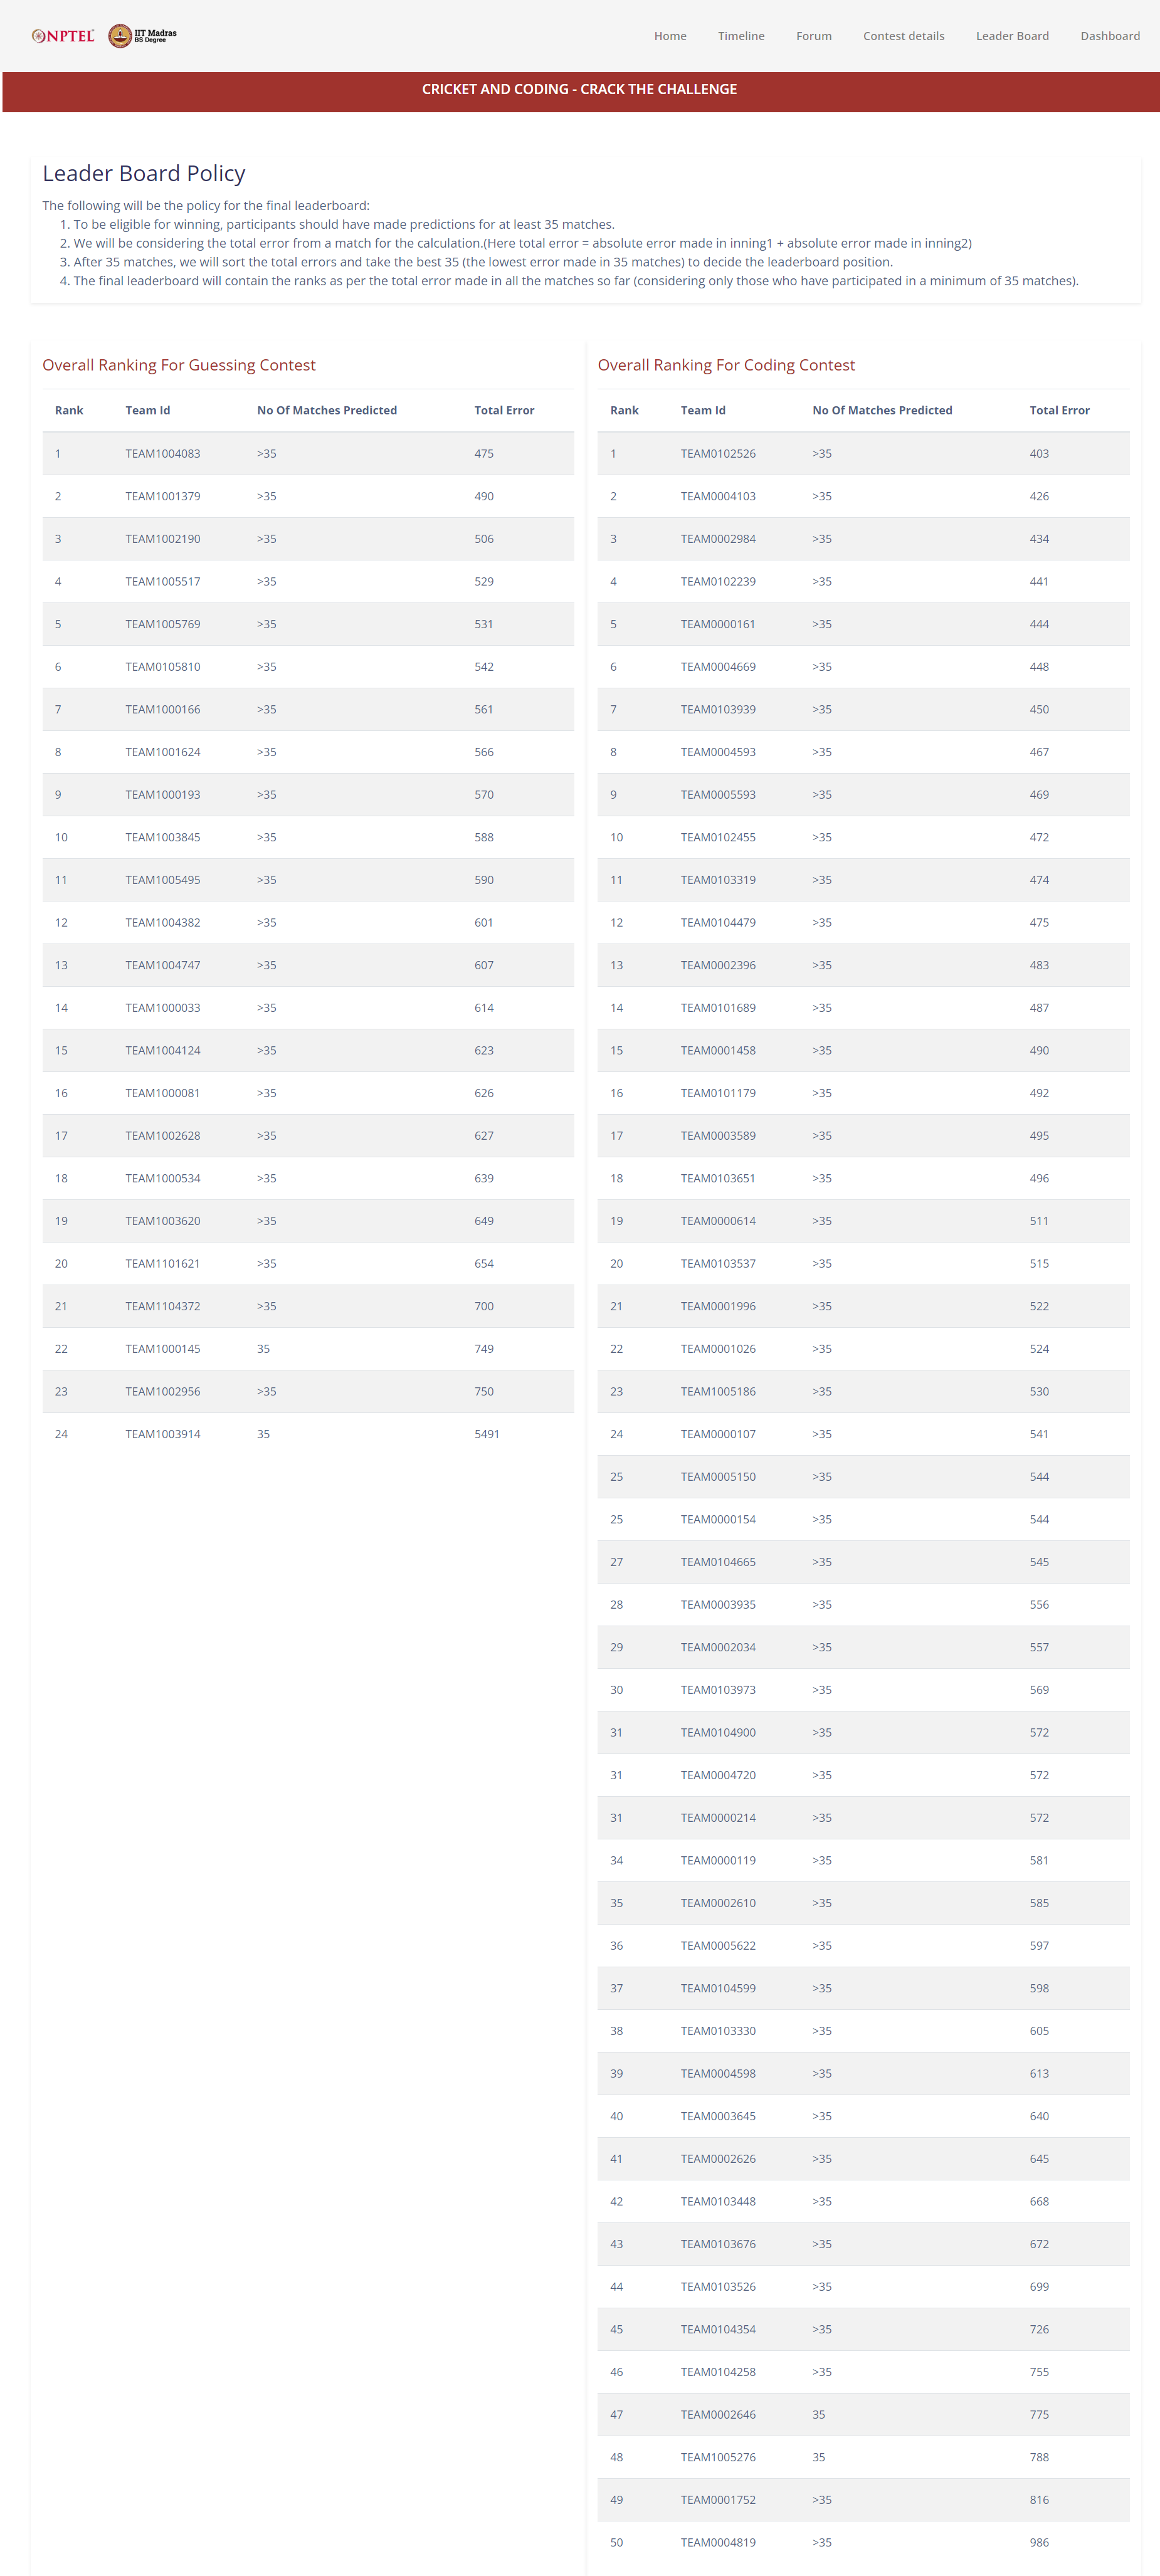 NPTEL
IIT Madras
BS Degree
Home Timeline Forum Contest details Leader Board Dashboard
CRICKET AND CODING - CRACK THE CHALLENGE
Leader Board Policy
The following will be the policy for the final leaderboard:
1. To be eligible for winning, participants should have made predictions for at least 35 matches.
2. We will be considering the total error from a match for the calculation.(Here total error = absolute error made in inning1 + absolute error made in inning2)
3. After 35 matches, we will sort the total errors and take the best 35 (the lowest error made in 35 matches) to decide the leaderboard position.
4. The final leaderboard will contain the ranks as per the total error made in all the matches so far (considering only those who have participated in a minimum of 35 matches).
Overall Ranking For Guessing Contest
Rank Team Id No Of Matches Predicted Total Error
1 TEAM1004083 >35 475
2 TEAM1001379 >35 490
3 TEAM1002190 >35 506
4 TEAM1005517 >35 529
5 TEAM1005769 >35 531
6 TEAM0105810 >35 542
7 TEAM1000166 >35 561
8 TEAM1001624 >35 566
9 TEAM1000193 >35 570
10 TEAM1003845 >35 588
11 TEAM1005495 >35 590
12 TEAM1004382 >35 601
13 TEAM1004747 >35 607
14 TEAM1000033 >35 614
15 TEAM1004124 >35 623
16 TEAM1000081 >35 626
17 TEAM1002628 >35 627
18 TEAM1000534 >35 639
19 TEAM1003620 >35 649
20 TEAM1101621 >35 654
21 TEAM1104372 >35 700
22 TEAM1000145 35 749
23 TEAM1002956 >35 750
24 TEAM1003914 35 5491
Overall Ranking For Coding Contest
Rank Team Id No Of Matches Predicted Total Error
1 TEAM0102526 >35 403
2 TEAM0004103 >35 426
3 TEAM0002984 >35 434
4 TEAM0102239 >35 441
5 TEAM0000161 >35 444
6 TEAM0004669 >35 448
7 TEAM0103939 >35 450
8 TEAM0004593 >35 467
9 TEAM0005593 >35 469
10 TEAM0102455 >35 472
11 TEAM0103319 >35 474
12 TEAM0104479 >35 475
13 TEAM0002396 >35 483
14 TEAM0101689 >35 487
15 TEAM0001458 >35 490
16 TEAM0101179 >35 492
17 TEAM0003589 >35 495
18 TEAM0103651 >35 496
19 TEAM0000614 >35 511
20 TEAM0103537 >35 515
21 TEAM0001996 >35 522
22 TEAM0001026 >35 524
23 TEAM1005186 >35 530
24 TEAM0000107 >35 541
25 TEAM0005150 >35 544
25 TEAM0000154 >35 544
27 TEAM0104665 >35 545
28 TEAM0003935 >35 556
29 TEAM0002034 >35 557
30 TEAM0103973 >35 569
31 TEAM0104900 >35 572
31 TEAM0004720 >35 572
31 TEAM0000214 >35 572
34 TEAM0000119 >35 581
35 TEAM0002610 >35 585
36 TEAM0005622 >35 597
37 TEAM0104599 >35 598
38 TEAM0103330 >35 605
39 TEAM0004598 >35 613
40 TEAM0003645 >35 640
41 TEAM0002626 >35 645
42 TEAM0103448 >35 668
43 TEAM0103676 >35 672
44 TEAM0103526 >35 699
45 TEAM0104354 >35 726
46 TEAM0104258 >35 755
47 TEAM0002646 35 775
48 TEAM1005276 35 788
49 TEAM0001752 >35 816
50 TEAM0004819 >35 986